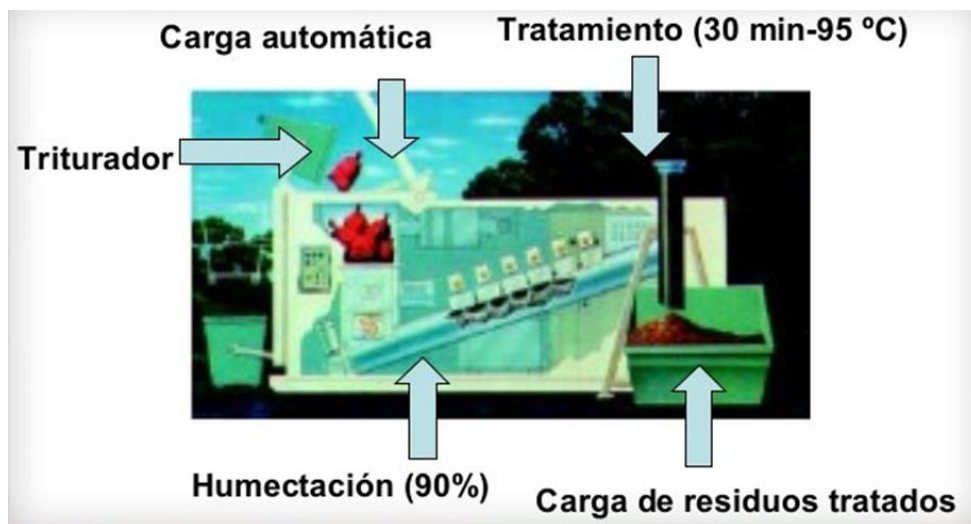 Carga automática
Tratamiento (30 min-95 ºC)
Triturador
Humectación (90%)
Carga de residuos tratados